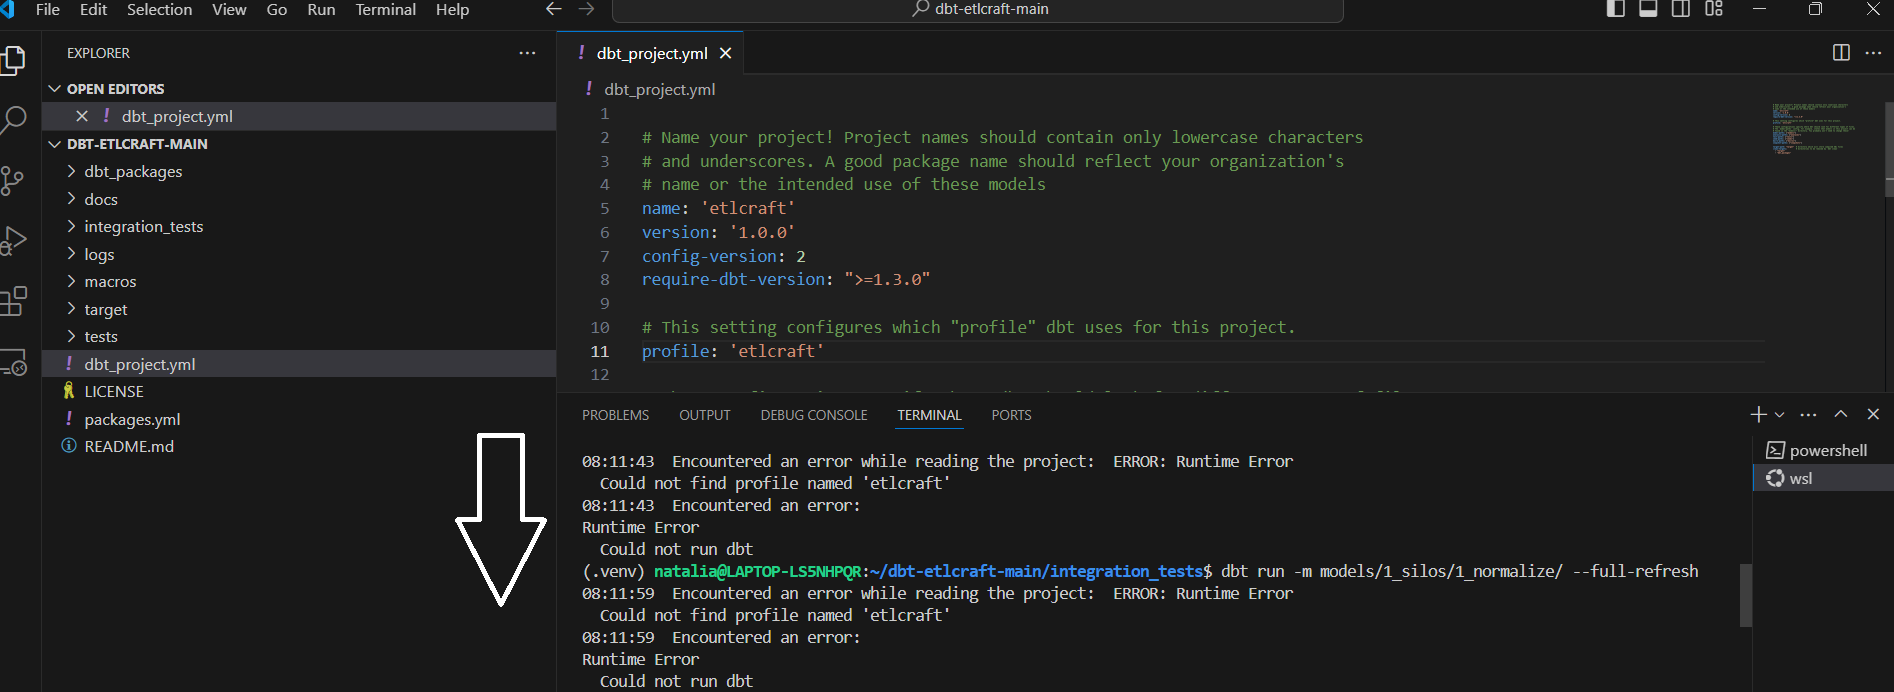 File Edit Selection View Go Run Terminal Help
dbt-etlcraft-main
EXPLORER
OPEN EDITORS
dbt_project.yml
DBT-ETLCRAFT-MAIN
dbt_packages
docs
integration_tests
logs
macros
target
tests
dbt_project.yml
LICENSE
packages.yml
README.md
dbt_project.yml
dbt_project.yml
1
2 # Name your project! Project names should contain only lowercase characters
3 # and underscores. A good package name should reflect your organization's
4 # name or the intended use of these models
5 name: 'etlcraft'
6 version: '1.0.0'
7 config-version: 2
8 require-dbt-version: ">=1.3.0"
9
10 # This setting configures which "profile" dbt uses for this project.
11 profile: 'etlcraft'
12
PROBLEMS OUTPUT DEBUG CONSOLE TERMINAL PORTS
08:11:43 Encountered an error while reading the project: ERROR: Runtime Error
Could not find profile named 'etlcraft'
08:11:43 Encountered an error:
Runtime Error
Could not run dbt
(.venv) natalia@LAPTOP-LS5NHPQR:~/dbt-etlcraft-main/integration_tests$ dbt run -m models/1_silos/1_normalize/ --full-refresh
08:11:59 Encountered an error while reading the project: ERROR: Runtime Error
Could not find profile named 'etlcraft'
08:11:59 Encountered an error:
Runtime Error
Could not run dbt
powershell
wsl